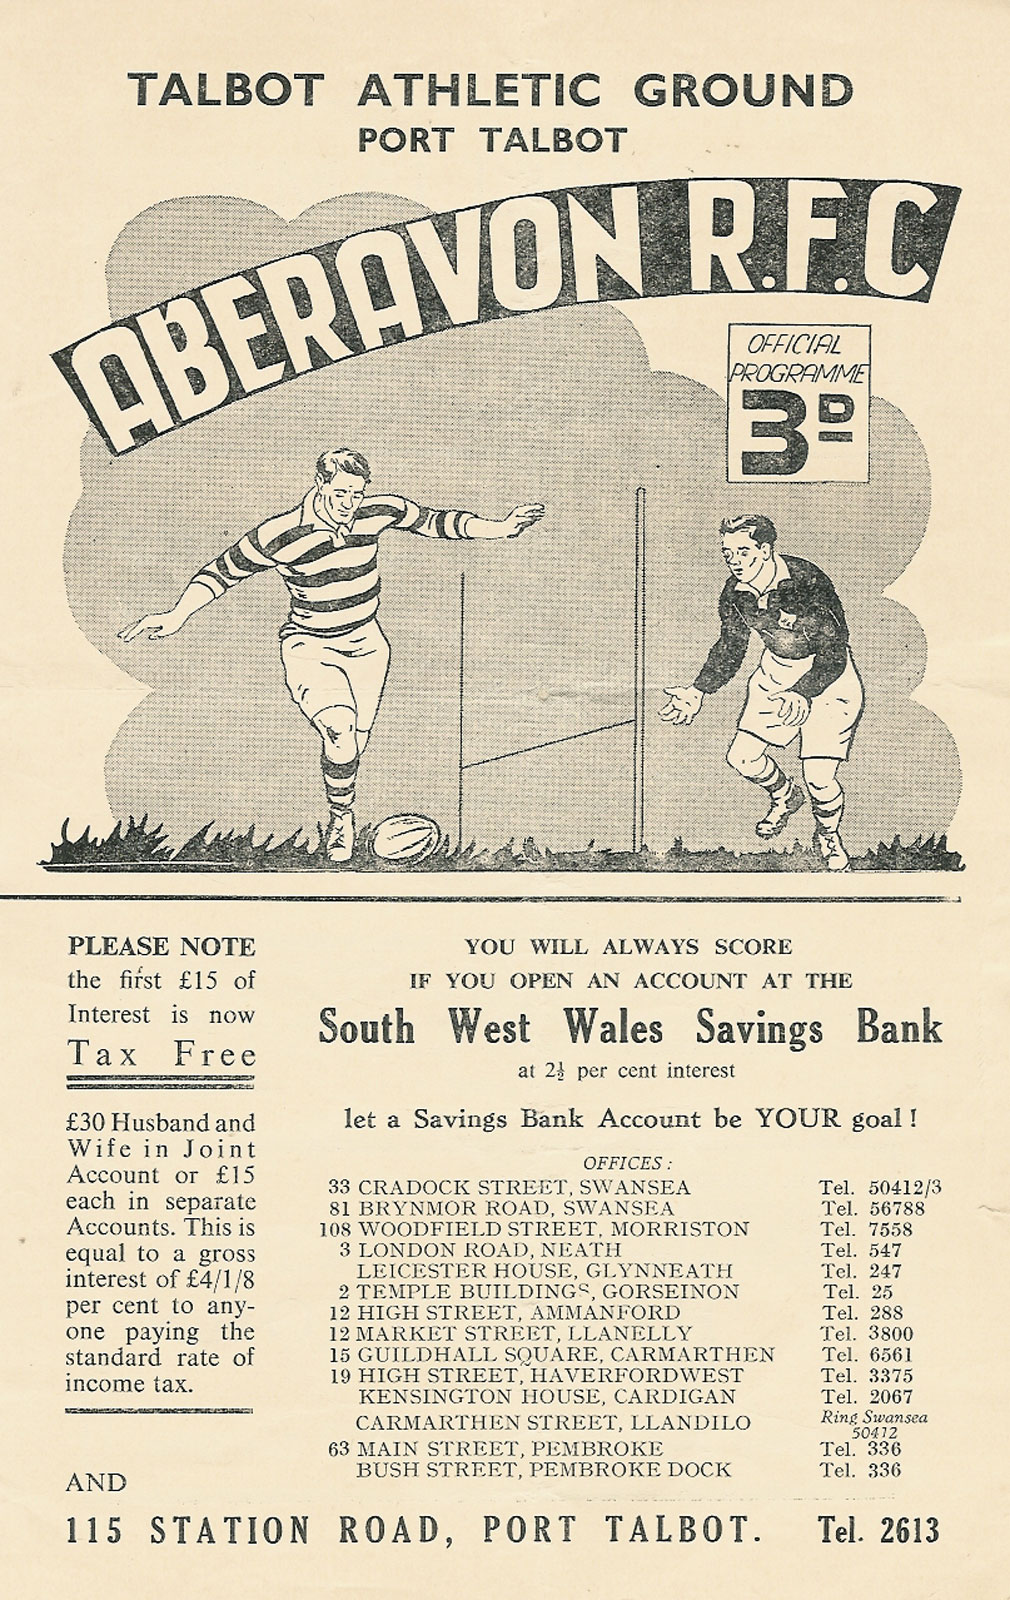 TALBOT ATHLETIC GROUND
PORT TALBOT
ABERAVON R.F.C
OFFICIAL
PROGRAMME
3D
PLEASE NOTE
the first £15 of
Interest is now
Tax Free
£30 Husband and
Wife in Joint
Account or £15
each in separate
Accounts. This is
equal to a gross
interest of £4/1/8
per cent to any-
one paying the
standard rate of
income tax.
YOU WILL ALWAYS SCORE
IF YOU OPEN AN ACCOUNT AT THE
South West Wales Savings Bank
at 2½ per cent interest
let a Savings Bank Account be YOUR goal!
OFFICES:
33 CRADOCK STREET, SWANSEA Tel. 50412/3
81 BRYNMOR ROAD, SWANSEA Tel. 56788
108 WOODFIELD STREET, MORRISTON Tel. 7558
3 LONDON ROAD, NEATH Tel. 547
LEICESTER HOUSE, GLYNNEATH Tel. 247
2 TEMPLE BUILDINGS, GORSEINON Tel. 25
12 HIGH STREET, AMMANFORD Tel. 288
12 MARKET STREET, LLANELLY Tel. 3800
15 GUILDHALL SQUARE, CARMARTHEN Tel. 6561
19 HIGH STREET, HAVERFORDWEST Tel. 3375
KENSINGTON HOUSE, CARDIGAN Tel. 2067
CARMARTHEN STREET, LLANDILO Ring Swansea
50412
63 MAIN STREET, PEMBROKE Tel. 336
BUSH STREET, PEMBROKE DOCK Tel. 336
AND
115 STATION ROAD, PORT TALBOT. Tel. 2613